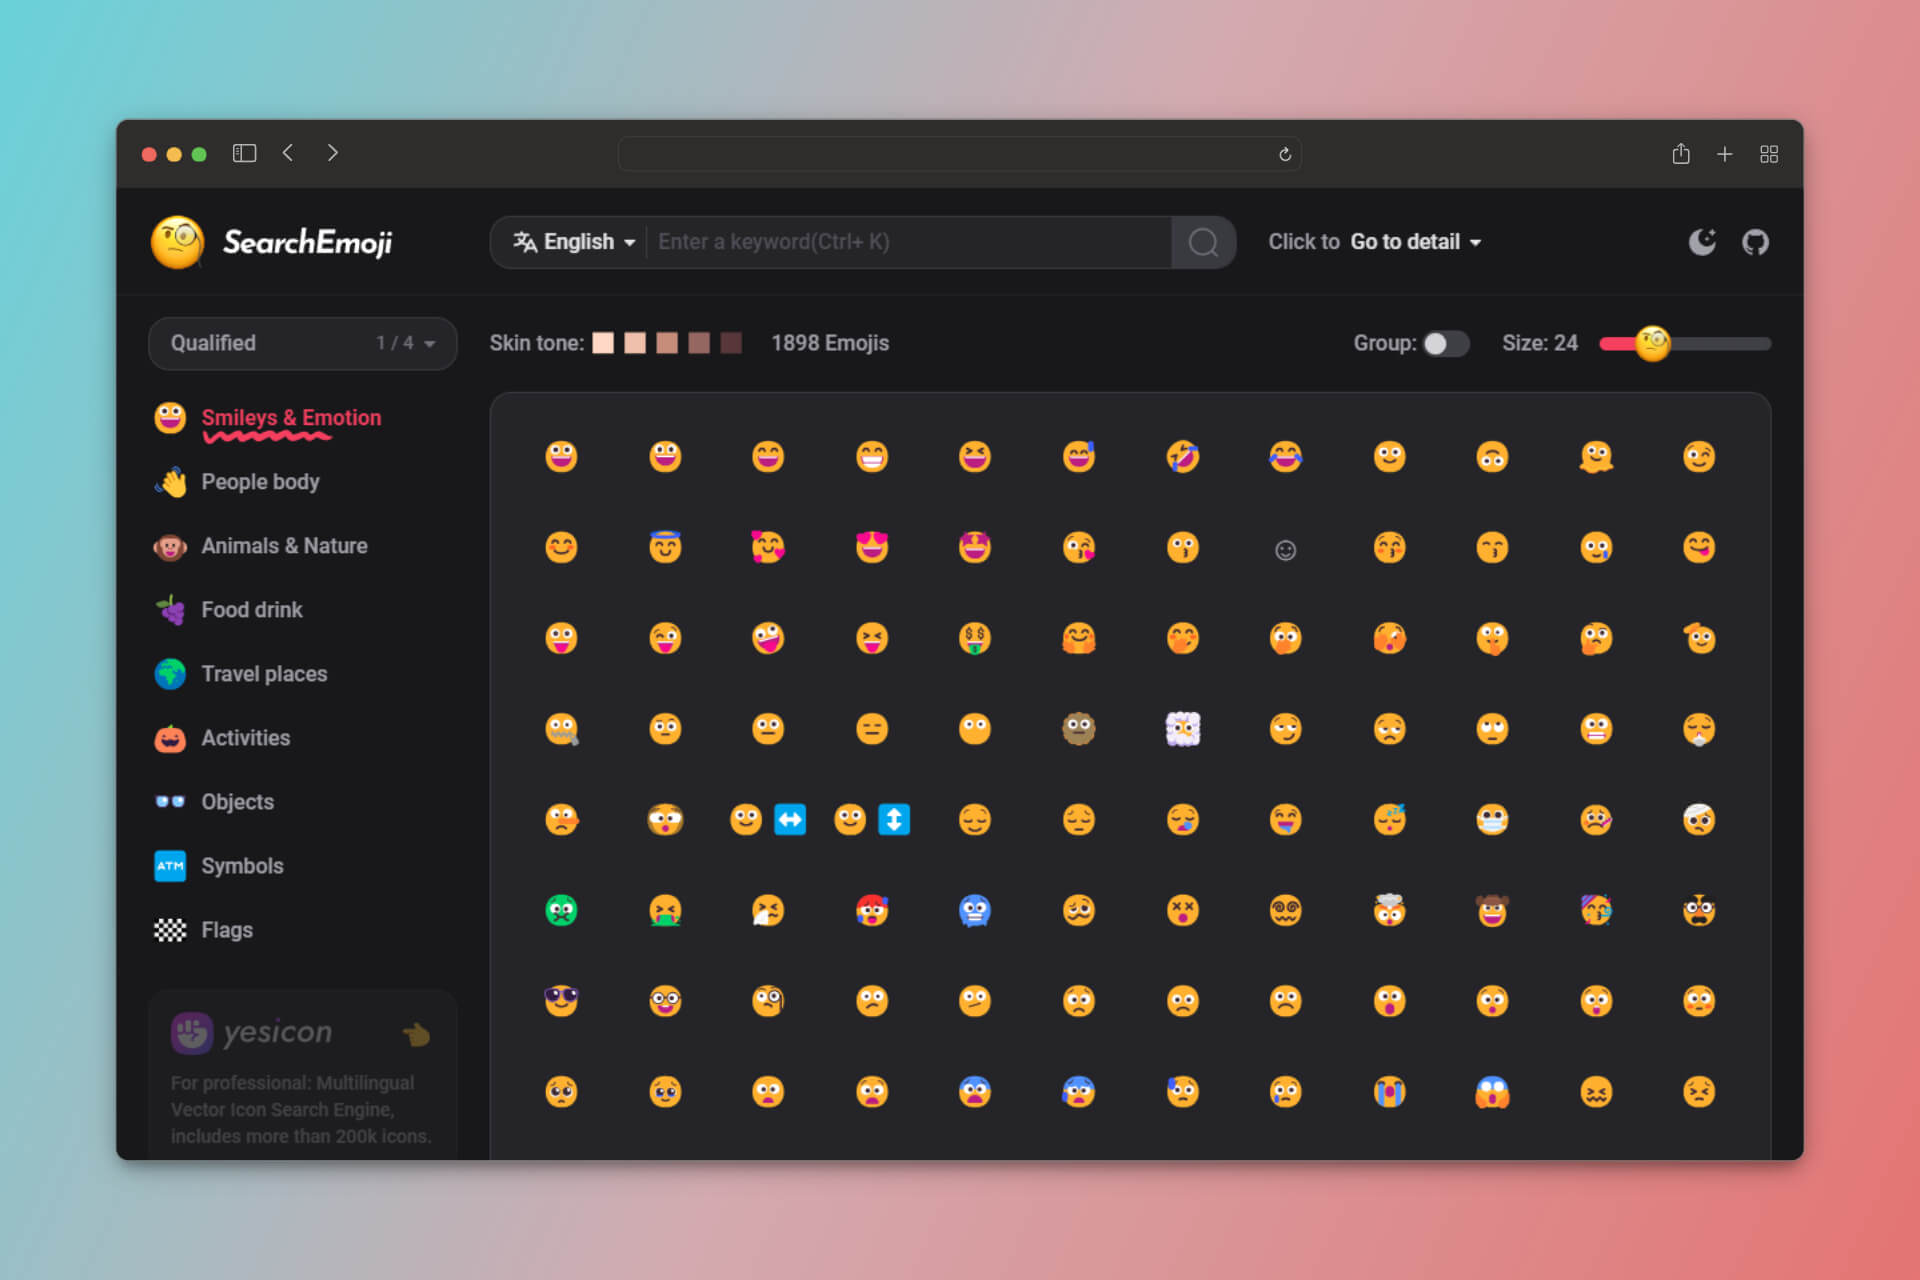 SearchEmoji
English
Enter a keyword(Ctrl+ K)
Click to Go to detail
Qualified 1 / 4
Skin tone:
1898 Emojis
Group:
Size: 24
Smileys & Emotion
People body
Animals & Nature
Food drink
Travel places
Activities
Objects
ATM
Symbols
Flags
yesicon
For professional: Multilingual
Vector Icon Search Engine,
includes more than 200k icons.